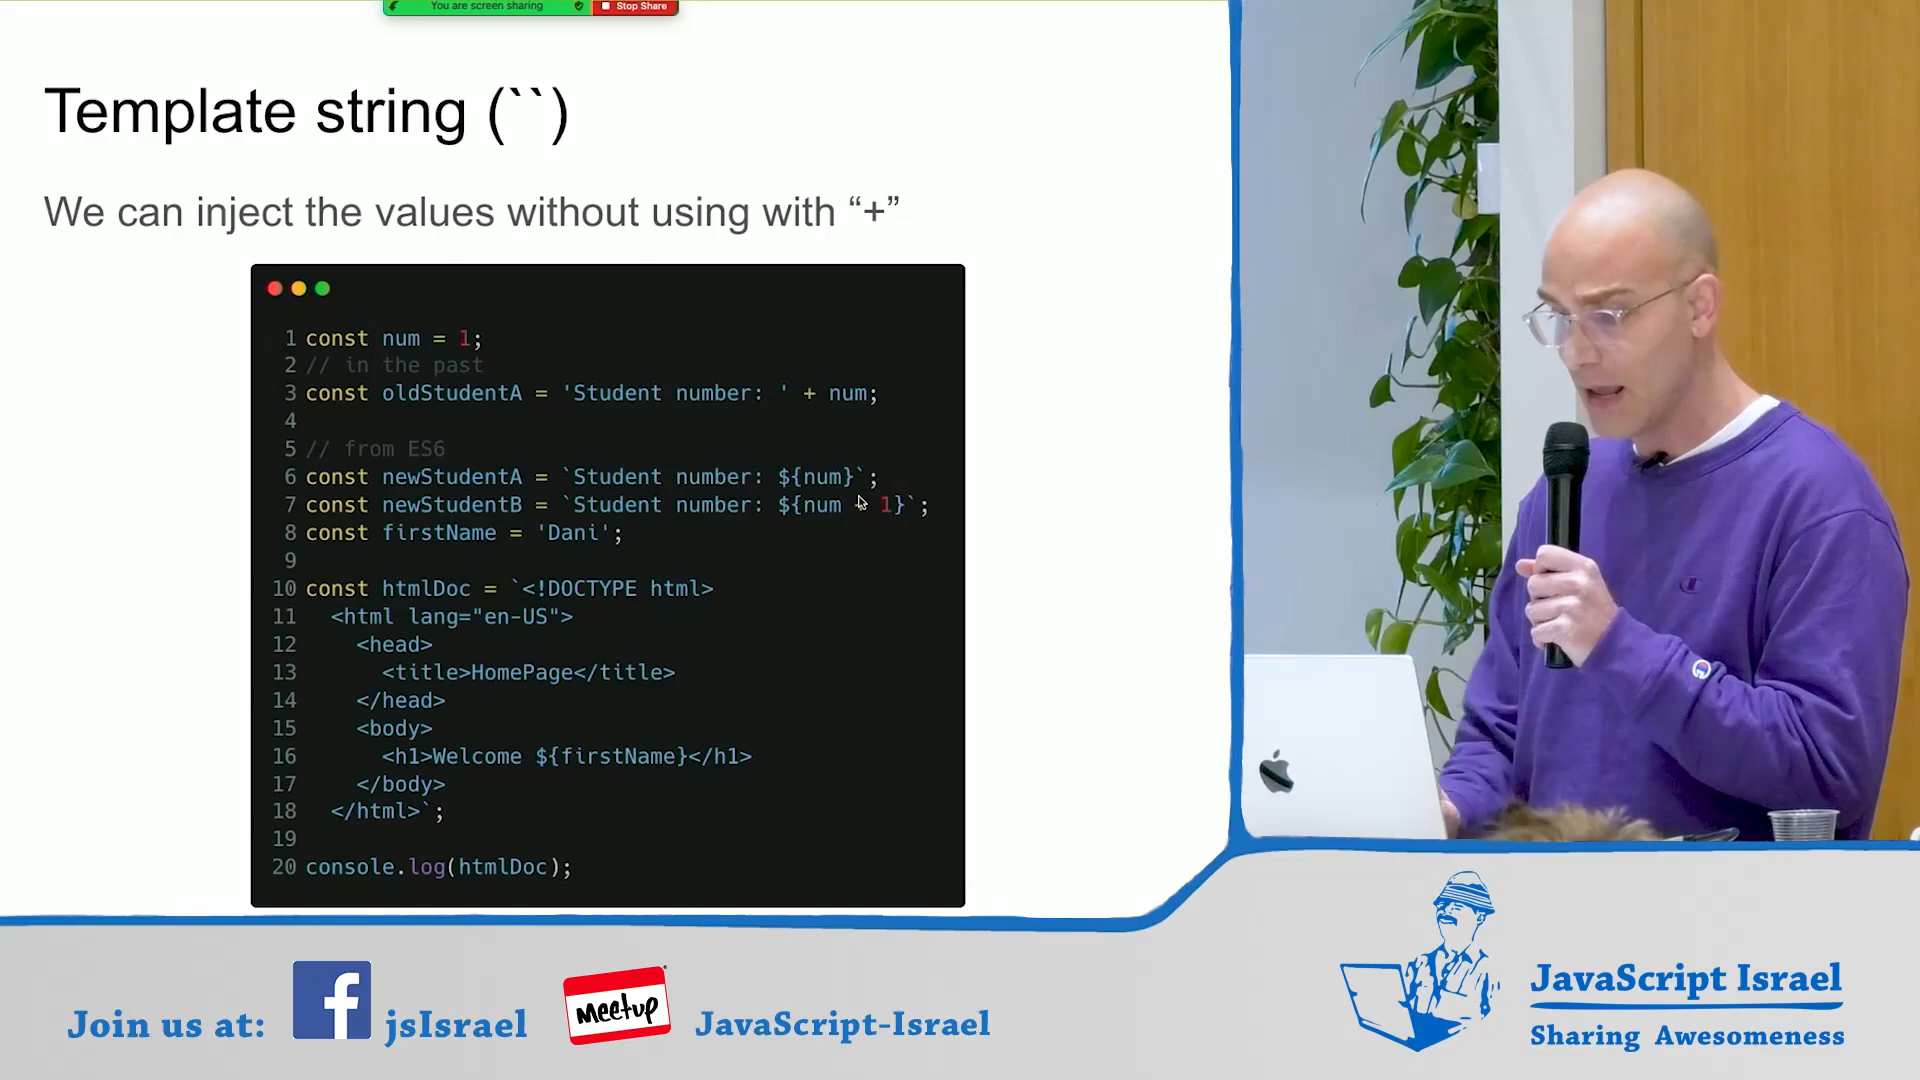 You are screen sharing
Stop Share
Template string (``)
We can inject the values without using with “+”
1 const num = 1;
2 // in the past
3 const oldStudentA = 'Student number: ' + num;
4
5 // from ES6
6 const newStudentA = `Student number: ${num}`;
7 const newStudentB = `Student number: ${num 1}`;
8 const firstName = 'Dani';
9
10 const htmlDoc = `<!DOCTYPE html>
11 <html lang="en-US">
12 <head>
13 <title>HomePage</title>
14 </head>
15 <body>
16 <h1>Welcome ${firstName}</h1>
17 </body>
18 </html>`;
19
20 console.log(htmlDoc);
Join us at:
f
jsIsrael
meetup
JavaScript-Israel
JavaScript Israel
Sharing Awesomeness